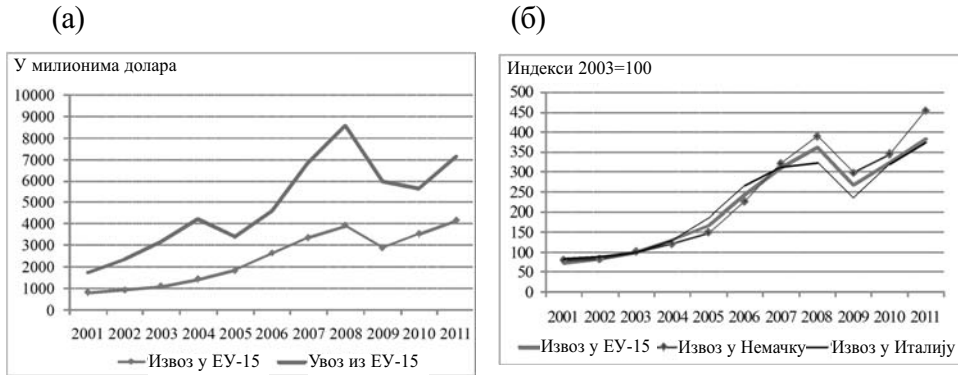 (а)
У милионима долара
10000
9000
8000
7000
6000
5000
4000
3000
2000
1000
0
2001 2002 2003 2004 2005 2006 2007 2008 2009 2010 2011
Извоз у ЕУ-15 Увоз из ЕУ-15
(б)
Индекси 2003=100
500
450
400
350
300
250
200
150
100
50
0
2001 2002 2003 2004 2005 2006 2007 2008 2009 2010 2011
Извоз у ЕУ-15 Извоз у Немачку Извоз у Италију